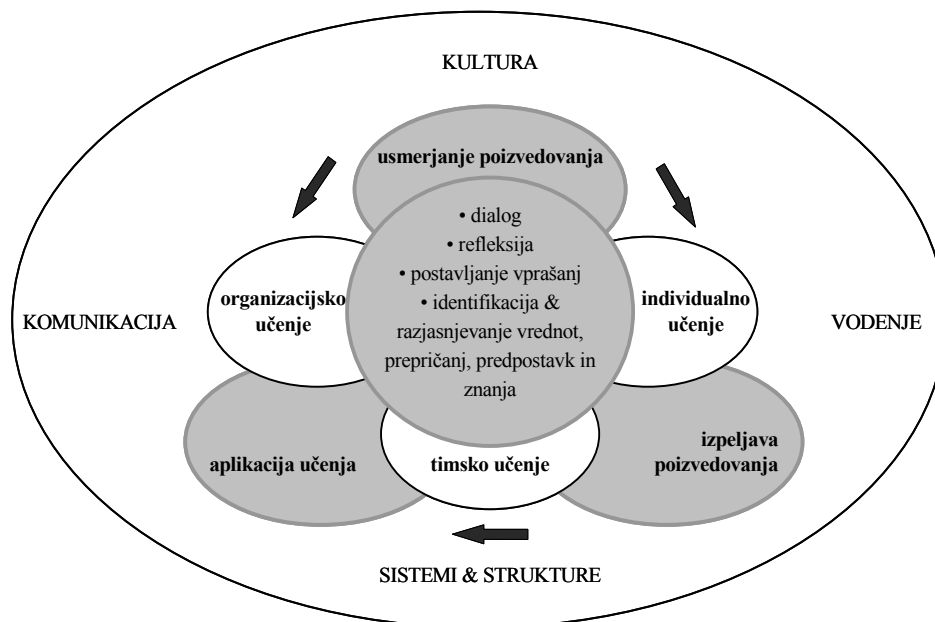 KULTURA
usmerjanje poizvedovanja
• dialog
• refleksija
• postavljanje vprašanj
• identifikacija &
razjasnjevanje vrednot,
prepričanj, predpostavk in
znanja
organizacijsko
učenje
individualno
učenje
KOMUNIKACIJA
VODENJE
aplikacija učenja
timsko učenje
izpeljava
poizvedovanja
SISTEMI & STRUKTURE